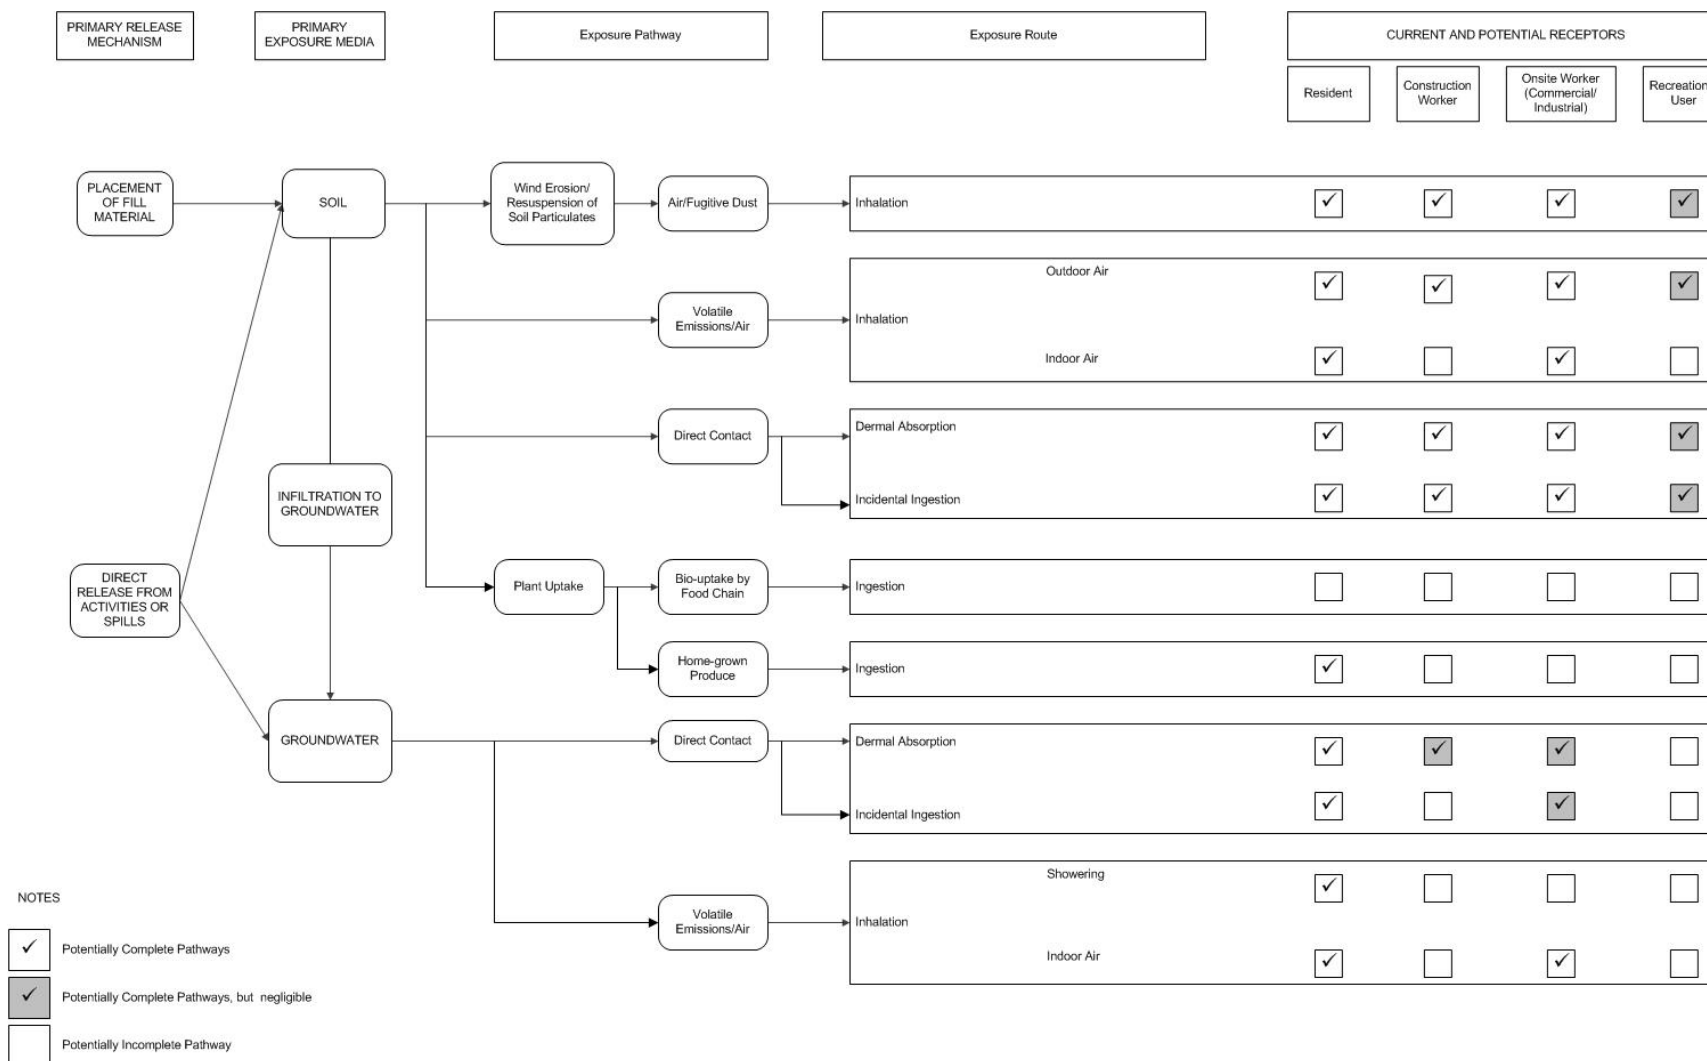 PRIMARY RELEASE
MECHANISM
PRIMARY
EXPOSURE MEDIA
Exposure Pathway
Exposure Route
CURRENT AND POTENTIAL RECEPTORS
Resident
Construction
Worker
Onsite Worker
(Commercial/
Industrial)
Recreation
User
PLACEMENT
OF FILL
MATERIAL
SOIL
Wind Erosion/
Resuspension of
Soil Particulates
Air/Fugitive Dust
Inhalation
Outdoor Air
Volatile
Emissions/Air
Inhalation
Indoor Air
Direct Contact
Dermal Absorption
Incidental Ingestion
INFILTRATION TO
GROUNDWATER
DIRECT
RELEASE FROM
ACTIVITIES OR
SPILLS
Plant Uptake
Bio-uptake by
Food Chain
Ingestion
Home-grown
Produce
Ingestion
GROUNDWATER
Direct Contact
Dermal Absorption
Incidental Ingestion
Showering
Volatile
Emissions/Air
Inhalation
Indoor Air
NOTES
Potentially Complete Pathways
Potentially Complete Pathways, but negligible
Potentially Incomplete Pathway